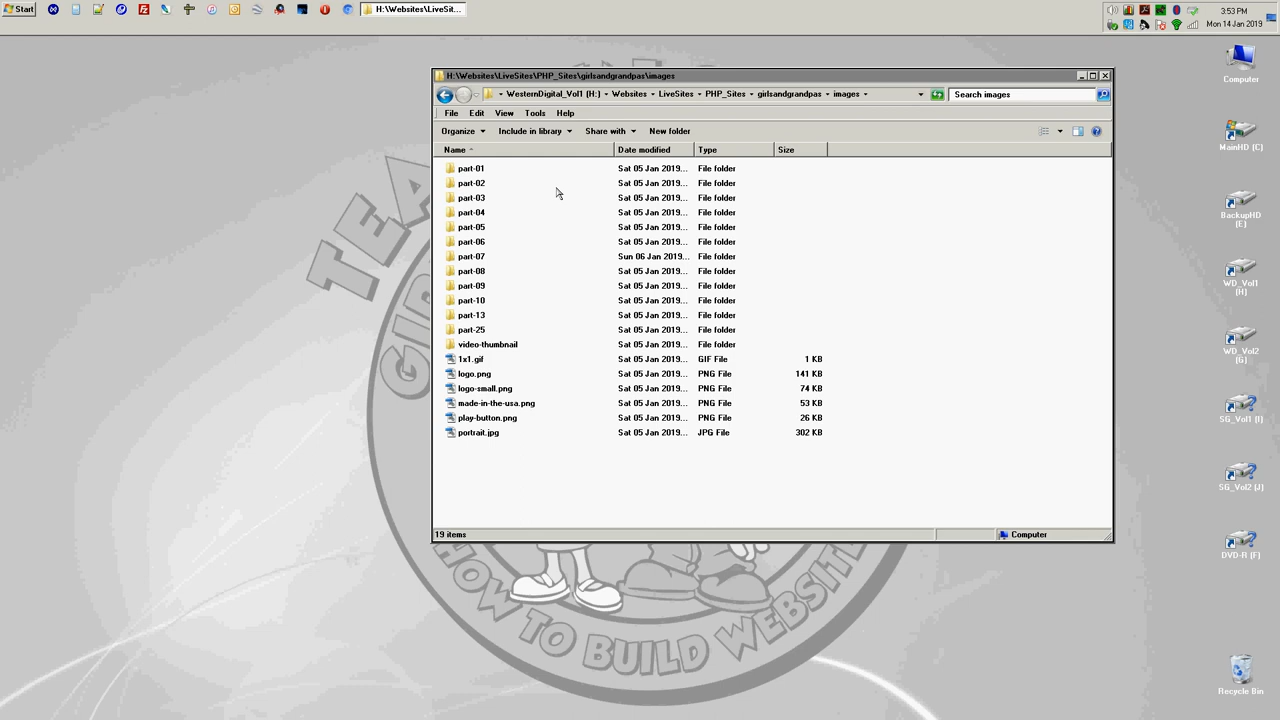 Start
H:\Websites\LiveSit...
3:53 PM
Mon 14 Jan 2019
H:\Websites\LiveSites\PHP_Sites\girlsandgrandpas\images
WesternDigital_Vol1 (H:) Websites LiveSites PHP_Sites girlsandgrandpas images
Search images
File Edit View Tools Help
Organize Include in library Share with New folder
Name Date modified Type Size
part-01 Sat 05 Jan 2019... File folder
part-02 Sat 05 Jan 2019... File folder
part-03 Sat 05 Jan 2019... File folder
part-04 Sat 05 Jan 2019... File folder
part-05 Sat 05 Jan 2019... File folder
part-06 Sat 05 Jan 2019... File folder
part-07 Sun 06 Jan 2019... File folder
part-08 Sat 05 Jan 2019... File folder
part-09 Sat 05 Jan 2019... File folder
part-10 Sat 05 Jan 2019... File folder
part-13 Sat 05 Jan 2019... File folder
part-25 Sat 05 Jan 2019... File folder
video-thumbnail Sat 05 Jan 2019... File folder
1x1.gif Sat 05 Jan 2019... GIF File 1 KB
logo.png Sat 05 Jan 2019... PNG File 141 KB
logo-small.png Sat 05 Jan 2019... PNG File 74 KB
made-in-the-usa.png Sat 05 Jan 2019... PNG File 53 KB
play-button.png Sat 05 Jan 2019... PNG File 26 KB
portrait.jpg Sat 05 Jan 2019... JPG File 302 KB
19 items
Computer
Computer
MainHD (C)
BackupHD
(E)
WD_Vol1
(H)
WD_Vol2
(G)
SG_Vol1 (I)
SG_Vol2 (J)
DVD-R (F)
Recycle Bin
HOW TO BUILD WEBSITE